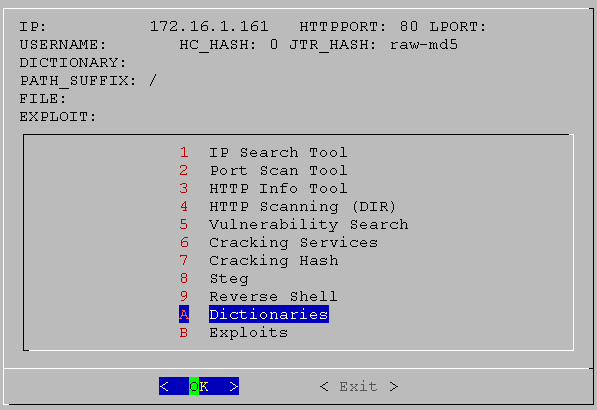 IP: 172.16.1.161 HTTPPORT: 80 LPORT:
USERNAME: HC_HASH: 0 JTR_HASH: raw-md5
DICTIONARY:
PATH_SUFFIX: /
FILE:
EXPLOIT:
1 IP Search Tool
2 Port Scan Tool
3 HTTP Info Tool
4 HTTP Scanning (DIR)
5 Vulnerability Search
6 Cracking Services
7 Cracking Hash
8 Steg
9 Reverse Shell
A Dictionaries
B Exploits
< OK > < Exit >